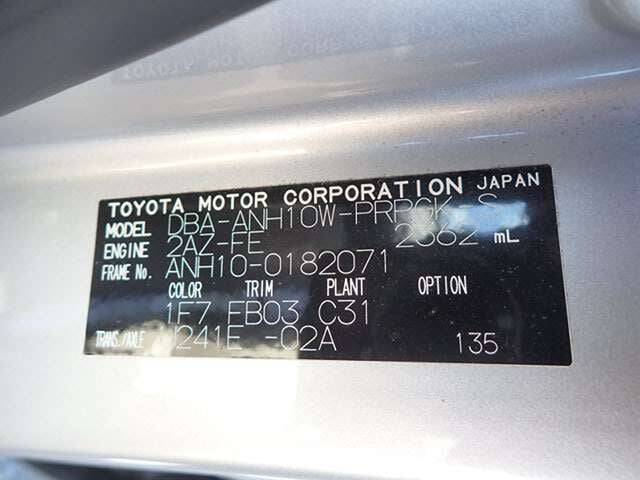 TOYOTA MOTOR CORPORATION JAPAN
MODEL DBA-ANH10W-PRPGK-S
ENGINE 2AZ-FE 2362 mL
FRAME No. ANH10-0182071
COLOR TRIM PLANT OPTION
1F7 FB03 C31
TRANS./AXLE 241E -02A 135